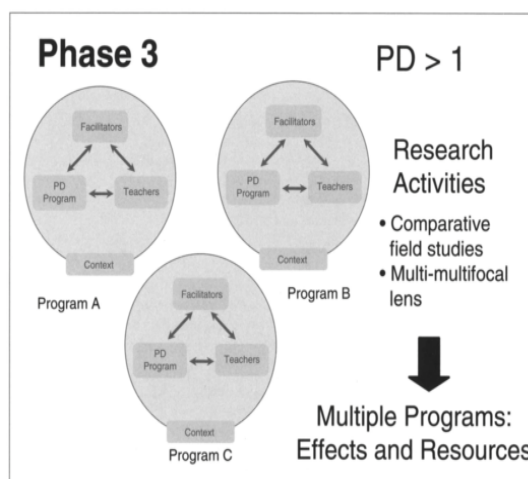 Phase 3
PD > 1
Facilitators
PD
Program
Teachers
Context
Program A
Facilitators
PD
Program
Teachers
Context
Program B
Facilitators
PD
Program
Teachers
Context
Program C
Research
Activities
• Comparative
field studies
• Multi-multifocal
lens
Multiple Programs:
Effects and Resources